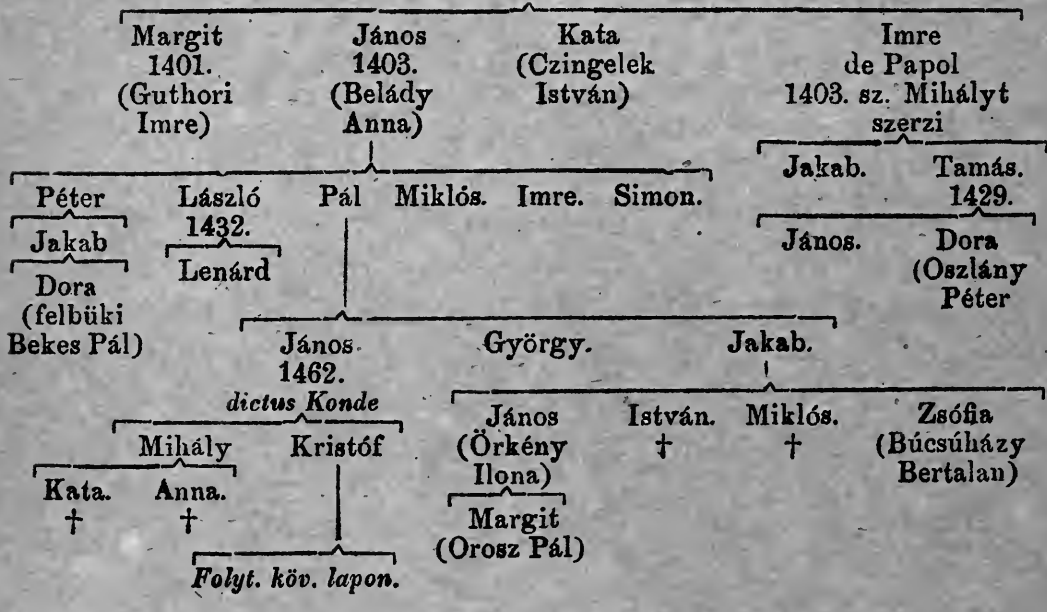 Margit János Kata Imre
1401. 1403. (Czingelek de Papol
(Guthori (Belády István) 1403. sz. Mihályt
Imre) Anna) szerzi
Jakab. Tamás.
1429.
Péter László Pál Miklós. Imre. Simon.
1432.
Jakab János. Dora
Lenárd (Oszlány
Dora Péter
(felbüki
Bekes Pál) János György. Jakab.
1462.
dictus Konde János István. Miklós. Zsófia
Mihály Kristóf (Örkény † † (Búcsúházy
Ilona) Bertalan)
Kata. Anna.
† † Margit
(Orosz Pál)
Folyt. köv. lapon.